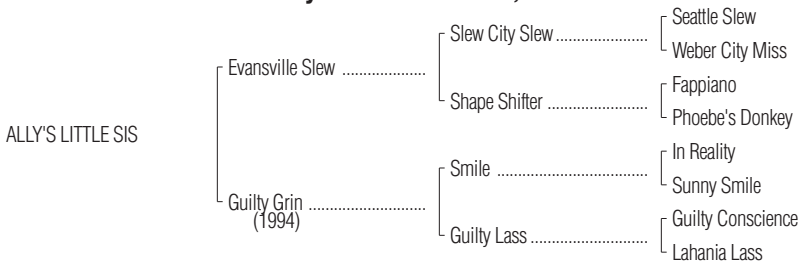 Seattle Slew
Slew City Slew ......................
Weber City Miss
Evansville Slew ....................
Fappiano
Shape Shifter ........................
Phoebe's Donkey
ALLY'S LITTLE SIS
In Reality
Smile ....................................
Sunny Smile
Guilty Grin ............................
(1994)
Guilty Conscience
Guilty Lass ............................
Lahania Lass